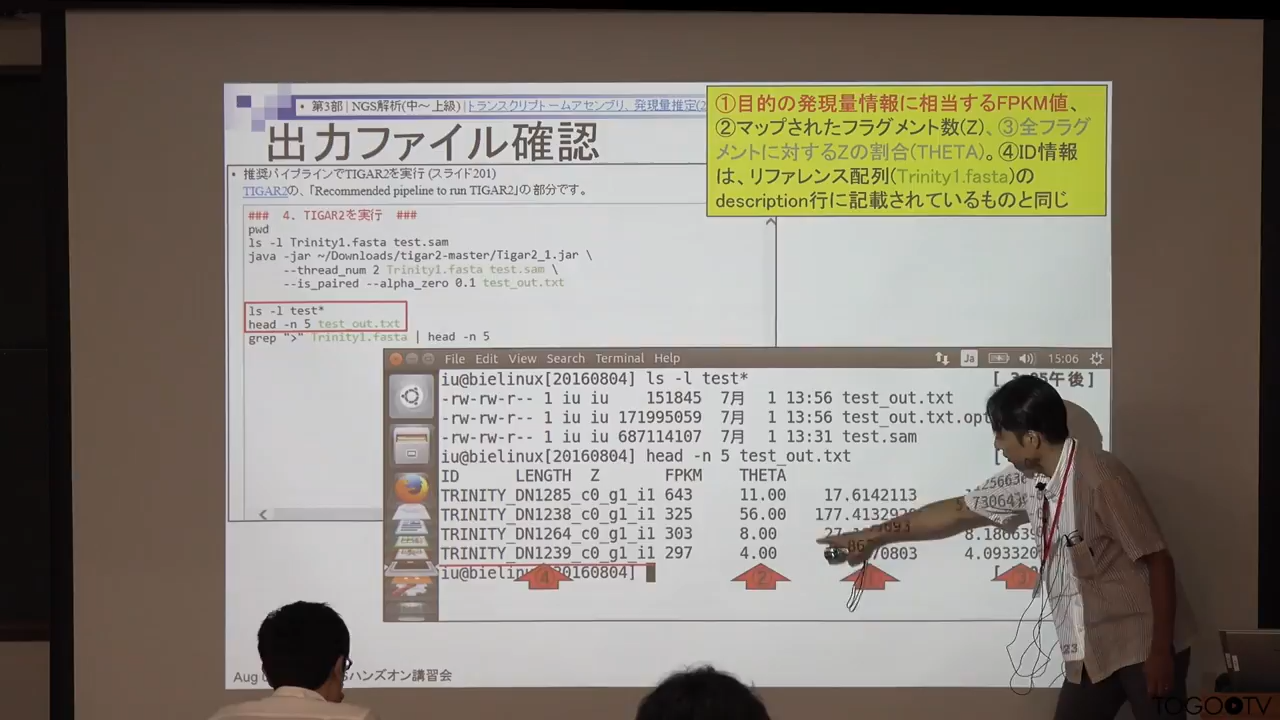 • 第3部 | NGS解析(中～上級) | トランスクリプトームアセンブリ、発現量推定(2
出力ファイル確認
①目的の発現量情報に相当するFPKM値、
②マップされたフラグメント数(Z)、③全フラグ
メントに対するZの割合(THETA)。④ID情報
は、リファレンス配列(Trinity1.fasta)の
description行に記載されているものと同じ
• 推奨パイプラインでTIGAR2を実行 (スライド201)
TIGAR2の、「Recommended pipeline to run TIGAR2」の部分です。
### 4. TIGAR2を実行 ###
pwd
ls -l Trinity1.fasta test.sam
java -jar ~/Downloads/tigar2-master/Tigar2_1.jar \
--thread_num 2 Trinity1.fasta test.sam \
--is_paired --alpha_zero 0.1 test_out.txt
ls -l test*
head -n 5 test_out.txt
grep ">" Trinity1.fasta | head -n 5
File Edit View Search Terminal Help Ja 15:06
iu@bielinux[20160804] ls -l test* [ 3:05午後]
-rw-rw-r-- 1 iu iu 151845 7月 1 13:56 test_out.txt
-rw-rw-r-- 1 iu iu 171995059 7月 1 13:56 test_out.txt.opt
-rw-rw-r-- 1 iu iu 687114107 7月 1 13:31 test.sam
iu@bielinux[20160804] head -n 5 test_out.txt [
ID LENGTH Z FPKM THETA
TRINITY_DN1285_c0_g1_i1 643 11.00 17.6142113
TRINITY_DN1238_c0_g1_i1 325 56.00
TRINITY_DN1264_c0_g1_i1 303 8.00
TRINITY_DN1239_c0_g1_i1 297 4.00 70803 4.093320
iu@bielinux[20160804] [
④ ② ① ③
ハンズオン講習会
TOGOTV